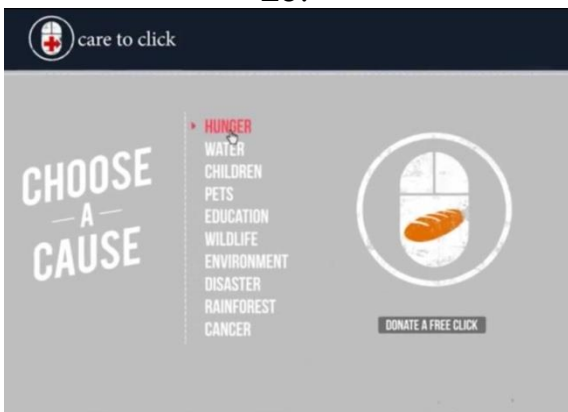 care to click
CHOOSE
A
CAUSE
HUNGER
WATER
CHILDREN
PETS
EDUCATION
WILDLIFE
ENVIRONMENT
DISASTER
RAINFOREST
CANCER
DONATE A FREE CLICK